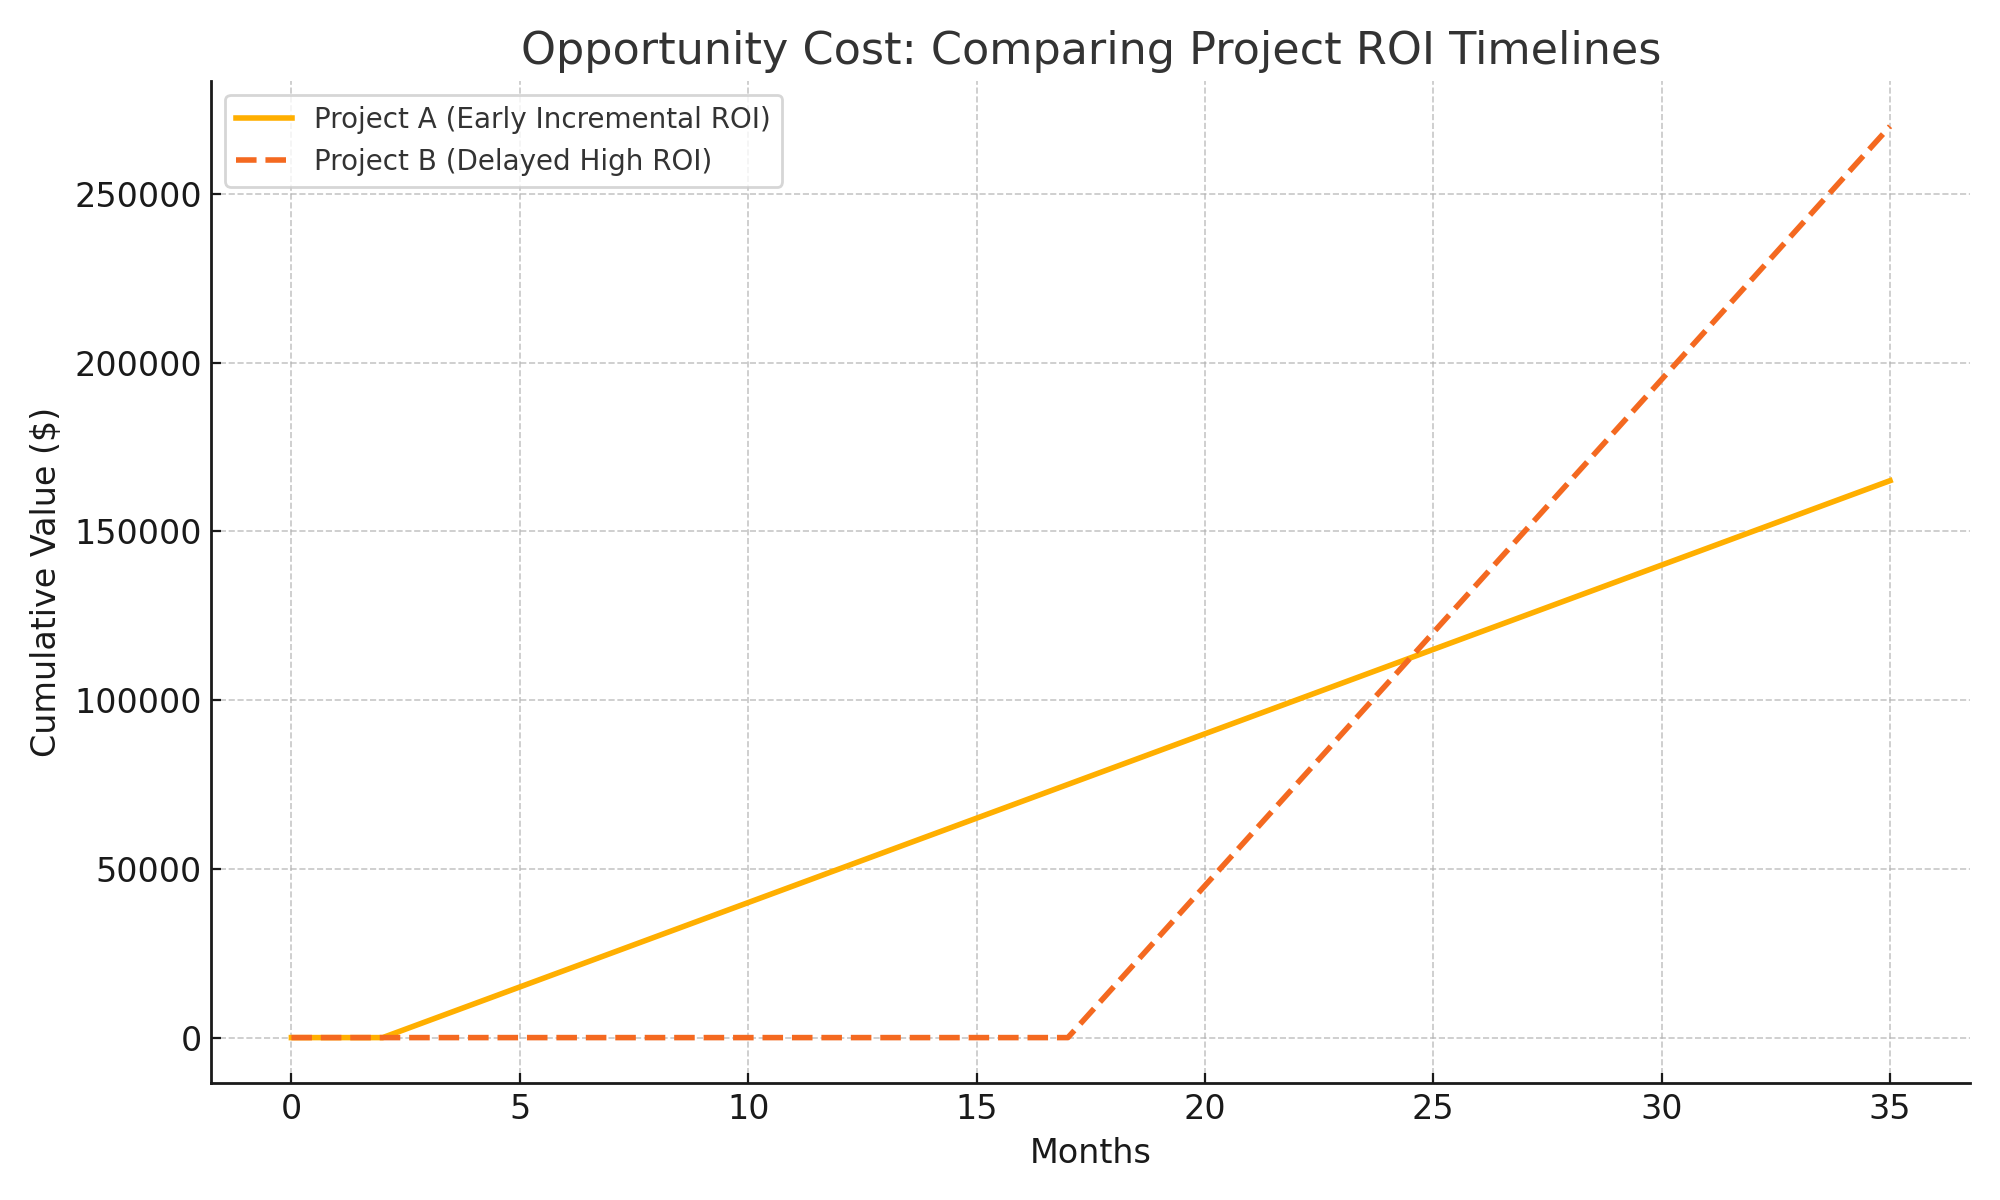 Opportunity Cost: Comparing Project ROI Timelines
Project A (Early Incremental ROI)
Project B (Delayed High ROI)
Cumulative Value ($)
250000
200000
150000
100000
50000
0
0 5 10 15 20 25 30 35
Months